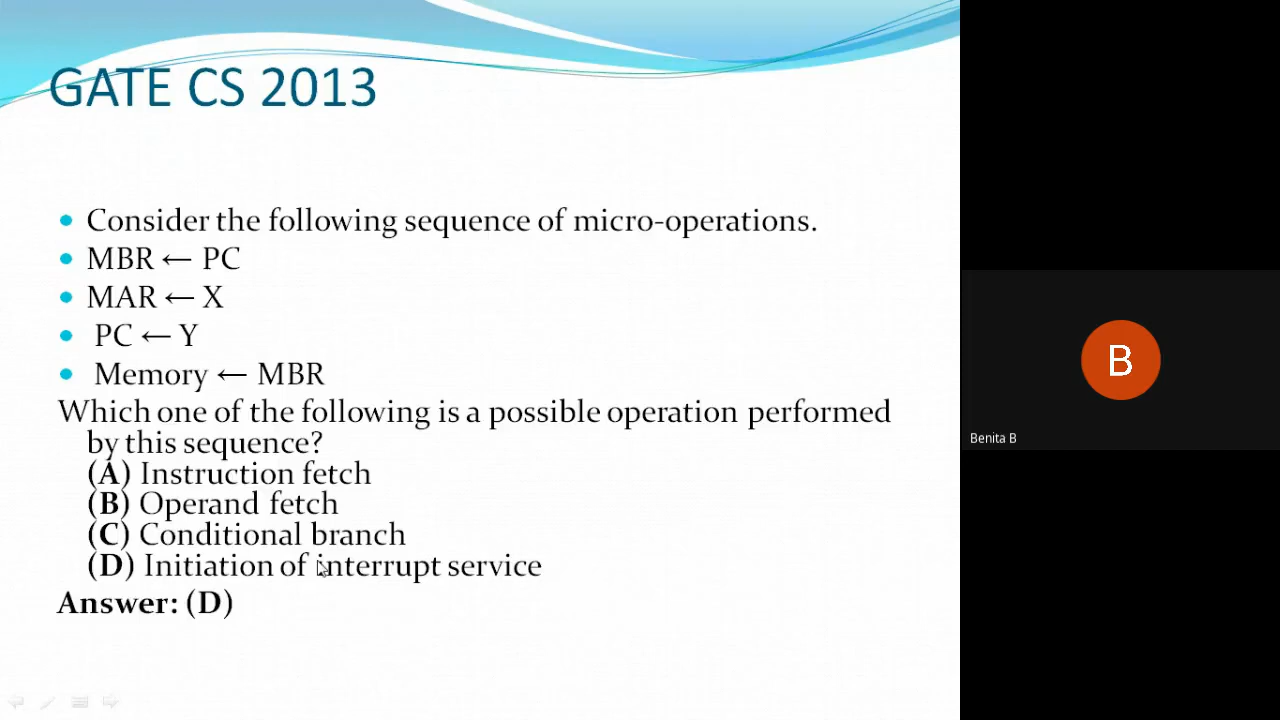 GATE CS 2013
Consider the following sequence of micro-operations.
MBR ← PC
MAR ← X
PC ← Y
Memory ← MBR
Which one of the following is a possible operation performed
by this sequence?
(A) Instruction fetch
(B) Operand fetch
(C) Conditional branch
(D) Initiation of interrupt service
Answer: (D)
B
Benita B